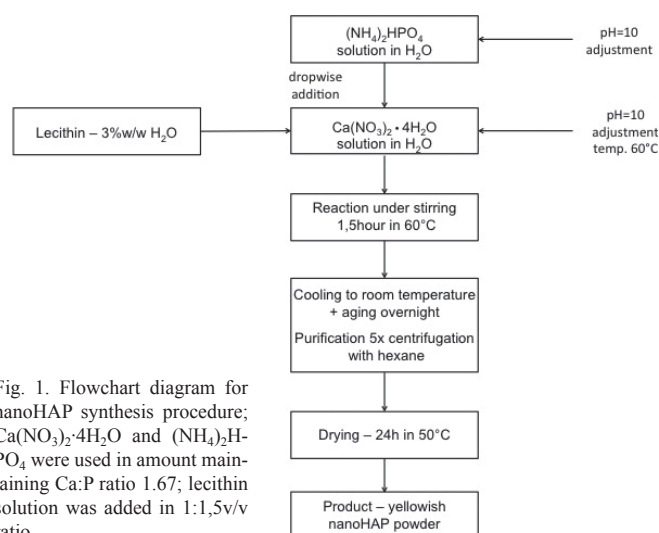 (NH₄)₂HPO₄
solution in H₂O
pH=10
adjustment
dropwise
addition
Lecithin – 3%w/w H₂O
Ca(NO₃)₂・4H₂O
solution in H₂O
pH=10
adjustment
temp. 60°C
Reaction under stirring
1,5hour in 60°C
Cooling to room temperature
+ aging overnight
Purification 5x centrifugation
with hexane
Drying – 24h in 50°C
Product – yellowish
nanoHAP powder
Fig. 1. Flowchart diagram for
nanoHAP synthesis procedure;
Ca(NO₃)₂·4H₂O and (NH₄)₂H-
PO₄ were used in amount main-
taining Ca:P ratio 1.67; lecithin
solution was added in 1:1,5v/v
ratio